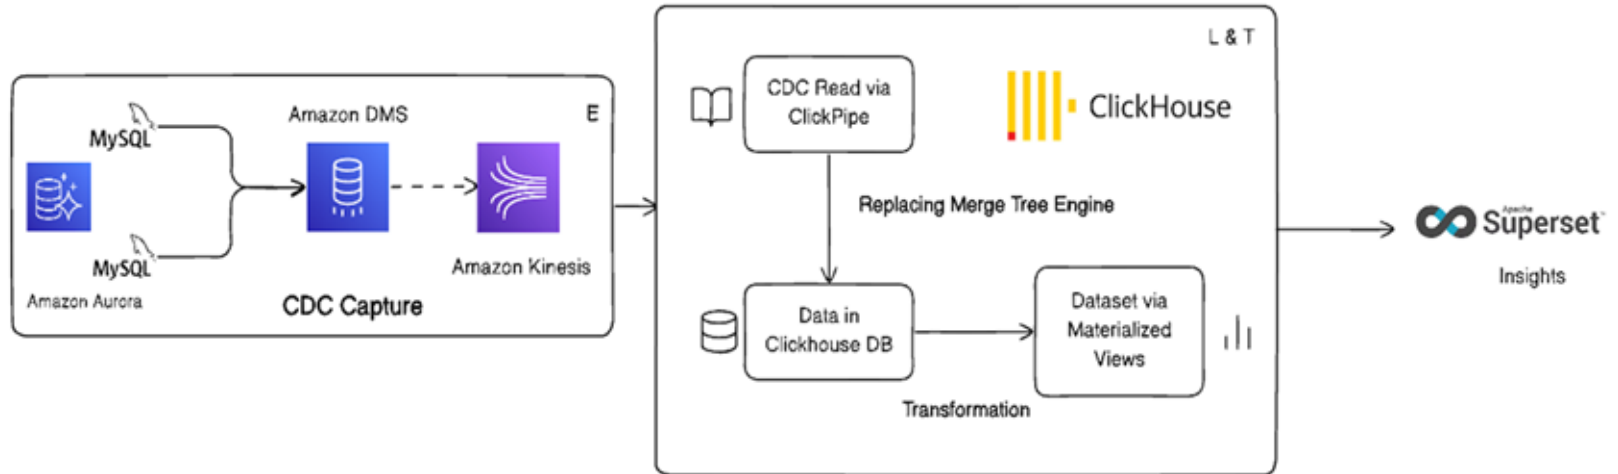 MySQL
MySQL
Amazon Aurora
Amazon DMS
E
Amazon Kinesis
CDC Capture
L & T
CDC Read via
ClickPipe
ClickHouse
Replacing Merge Tree Engine
Data in
Clickhouse DB
Dataset via
Materialized
Views
Transformation
Apache
Superset™
Insights